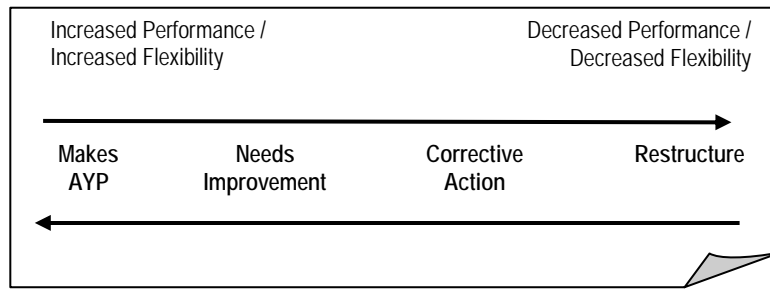 Increased Performance /
Increased Flexibility
Decreased Performance /
Decreased Flexibility
Makes
AYP
Needs
Improvement
Corrective
Action
Restructure